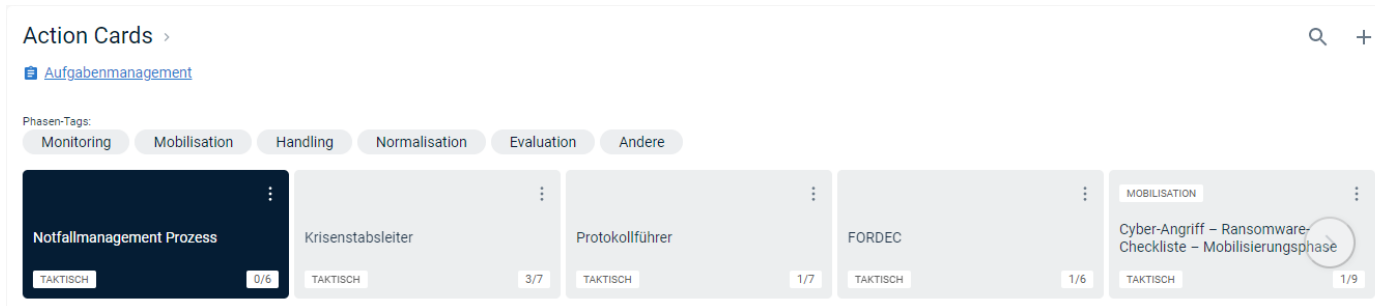 Action Cards
Aufgabenmanagement
Phasen-Tags:
Monitoring Mobilisation Handling Normalisation Evaluation Andere
Notfallmanagement Prozess
TAKTISCH 0/6
Krisenstabsleiter
TAKTISCH 3/7
Protokollführer
TAKTISCH 1/7
FORDEC
TAKTISCH 1/6
MOBILISATION
Cyber-Angriff – Ransomware-
Checkliste – Mobilisierungsphase
TAKTISCH 1/9